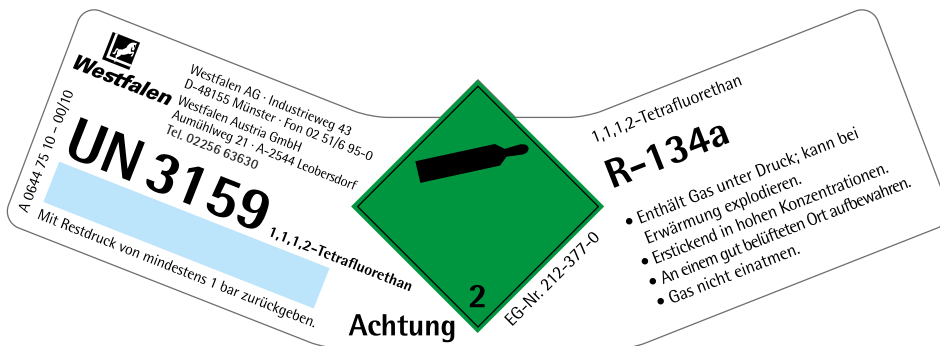 Westfalen
Westfalen AG · Industrieweg 43
D-48155 Münster · Fon 02 51/6 95-0
Westfalen Austria GmbH
Aumühlweg 21 · A-2544 Leobersdorf
Tel. 02256 63630
A 0644 75 10 – 00/10
UN 3159
1,1,1,2-Tetrafluorethan
Mit Restdruck von mindestens 1 bar zurückgeben.
2
Achtung
EG-Nr. 212-377-0
1,1,1,2-Tetrafluorethan
R-134a
• Enthält Gas unter Druck; kann bei
Erwärmung explodieren.
• Erstickend in hohen Konzentrationen.
• An einem gut belüfteten Ort aufbewahren.
• Gas nicht einatmen.